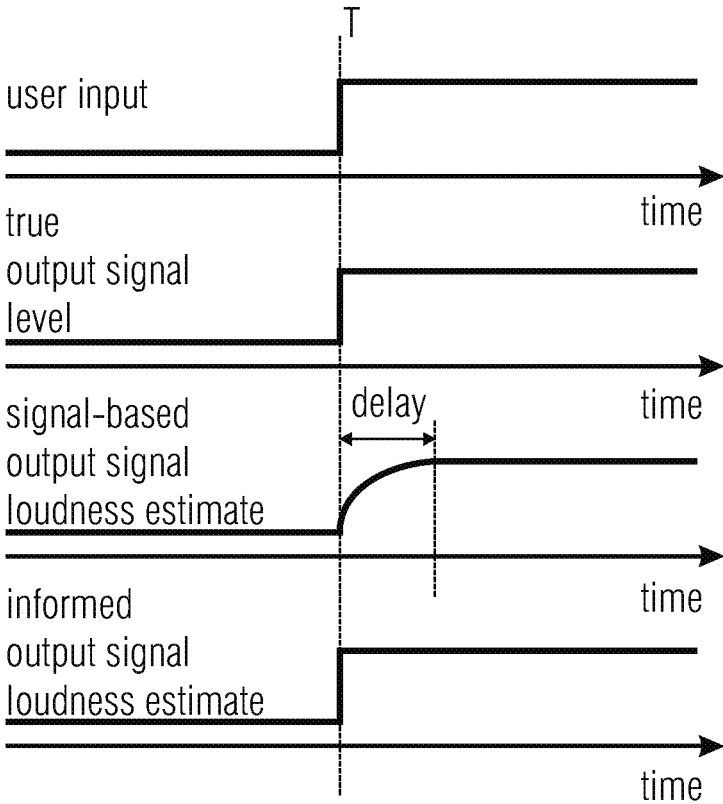 T
user input
time
true
output signal
level
time
delay
signal-based
output signal
loudness estimate
time
informed
output signal
loudness estimate
time